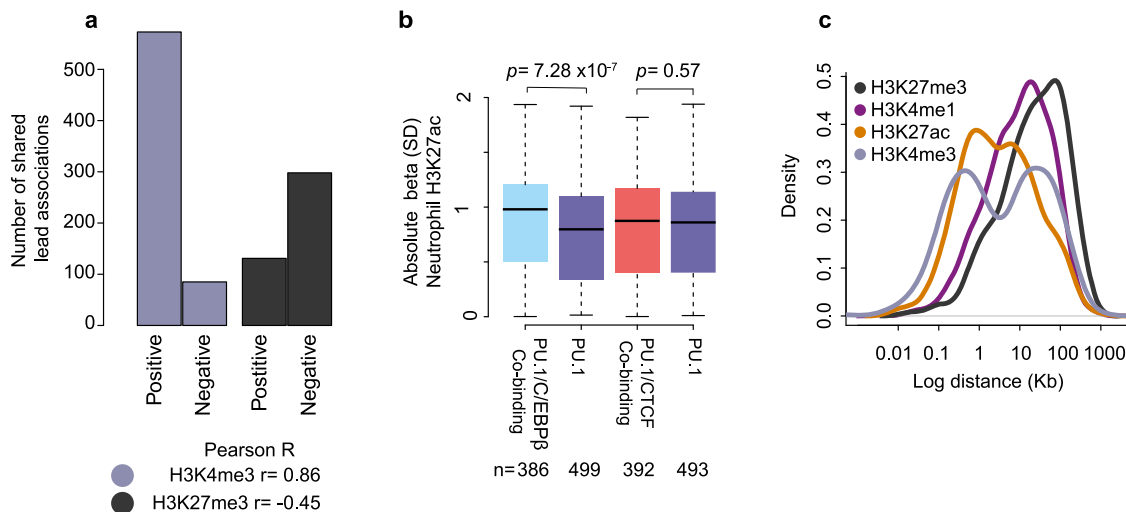 a
Number of shared
lead associations
500
400
300
200
100
0
Positive
Negative
Postitive
Negative
Pearson R
H3K4me3 r= 0.86
H3K27me3 r= -0.45
b
p= 7.28 x10-7
p= 0.57
Absolute beta (SD)
Neutrophil H3K27ac
2
1
0
PU.1/C/EBPβ
Co-binding
PU.1
PU.1/CTCF
Co-binding
PU.1
n=386
499
392
493
c
Density
0.5
0.4
0.3
0.2
0.1
0.0
H3K27me3
H3K4me1
H3K27ac
H3K4me3
0.01
0.1
1
10
100
1000
Log distance (Kb)